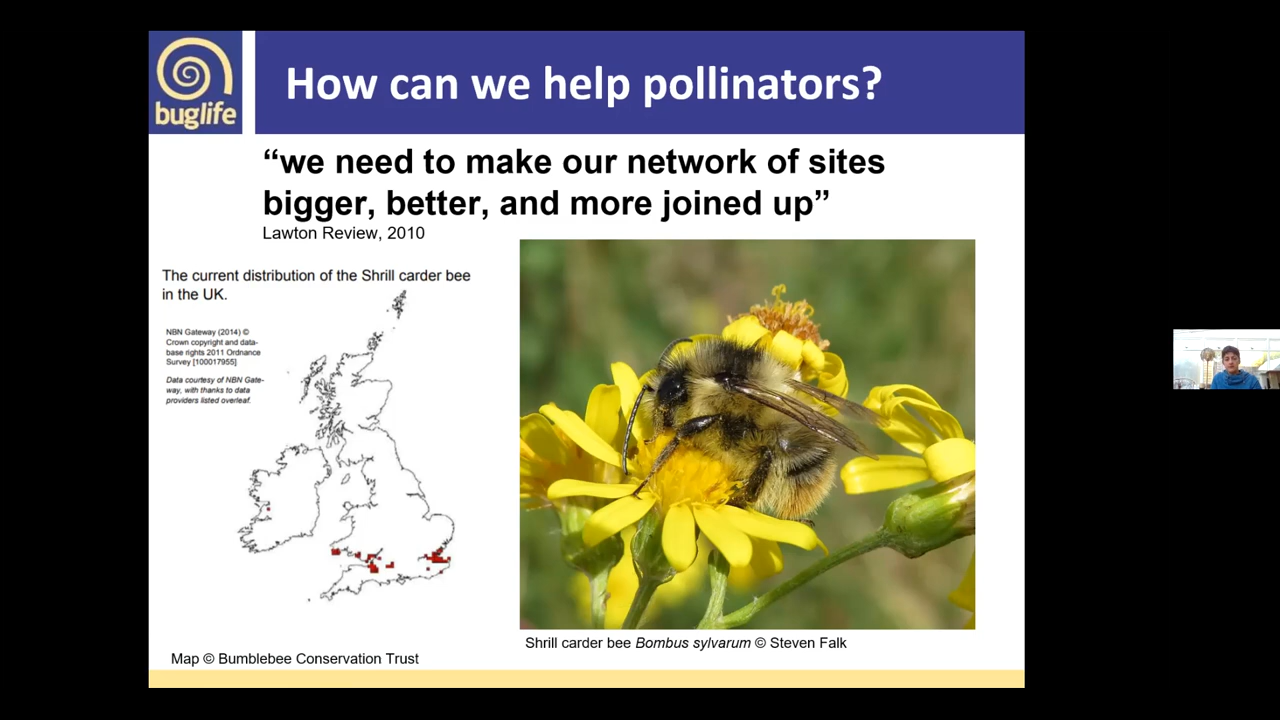 buglife
How can we help pollinators?
“we need to make our network of sites
bigger, better, and more joined up”
Lawton Review, 2010
The current distribution of the Shrill carder bee
in the UK.
NBN Gateway (2014) ©
Crown copyright and data-
base rights 2011 Ordnance
Survey [100017955]
Data courtesy of NBN Gate-
way, with thanks to data
providers listed overleaf.
Shrill carder bee Bombus sylvarum © Steven Falk
Map © Bumblebee Conservation Trust